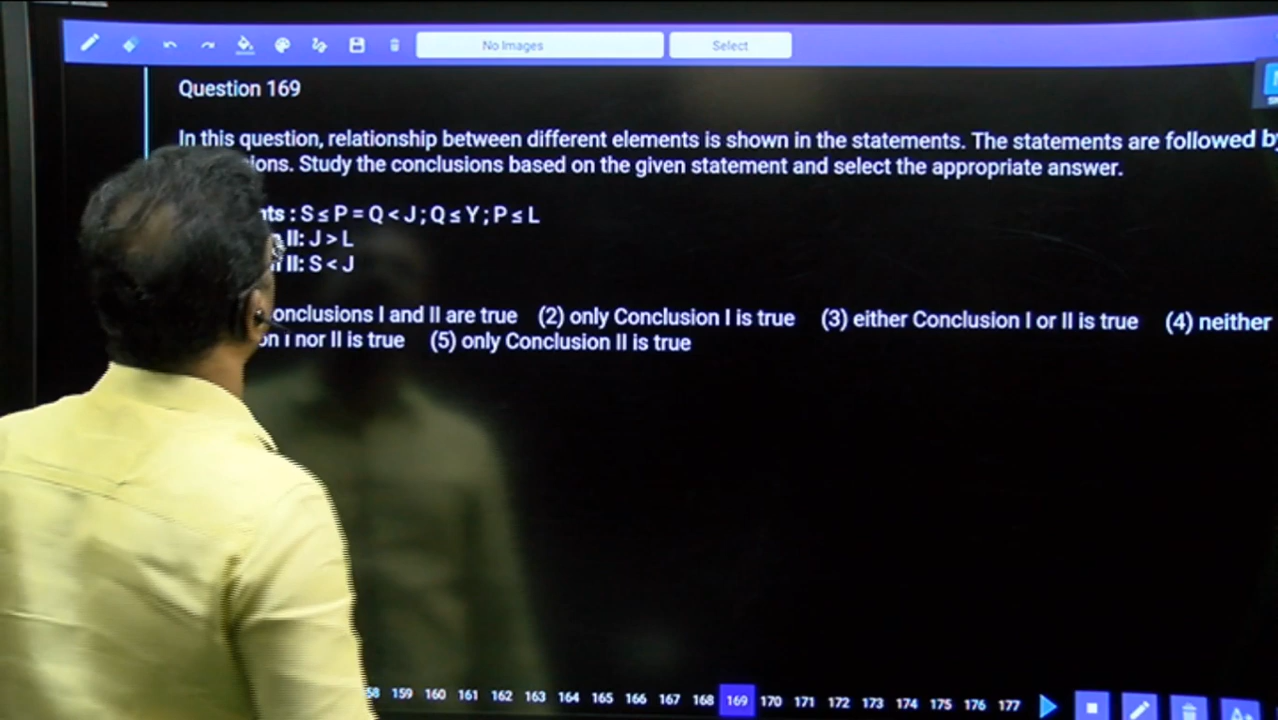 No Images Select
Question 169
In this question, relationship between different elements is shown in the statements. The statements are followed by
ions. Study the conclusions based on the given statement and select the appropriate answer.
nts : S ≤ P = Q < J ; Q ≤ Y ; P ≤ L
II: J > L
II: S < J
onclusions I and II are true (2) only Conclusion I is true (3) either Conclusion I or II is true (4) neither
on I nor II is true (5) only Conclusion II is true
58 159 160 161 162 163 164 165 166 167 168 169 170 171 172 173 174 175 176 177